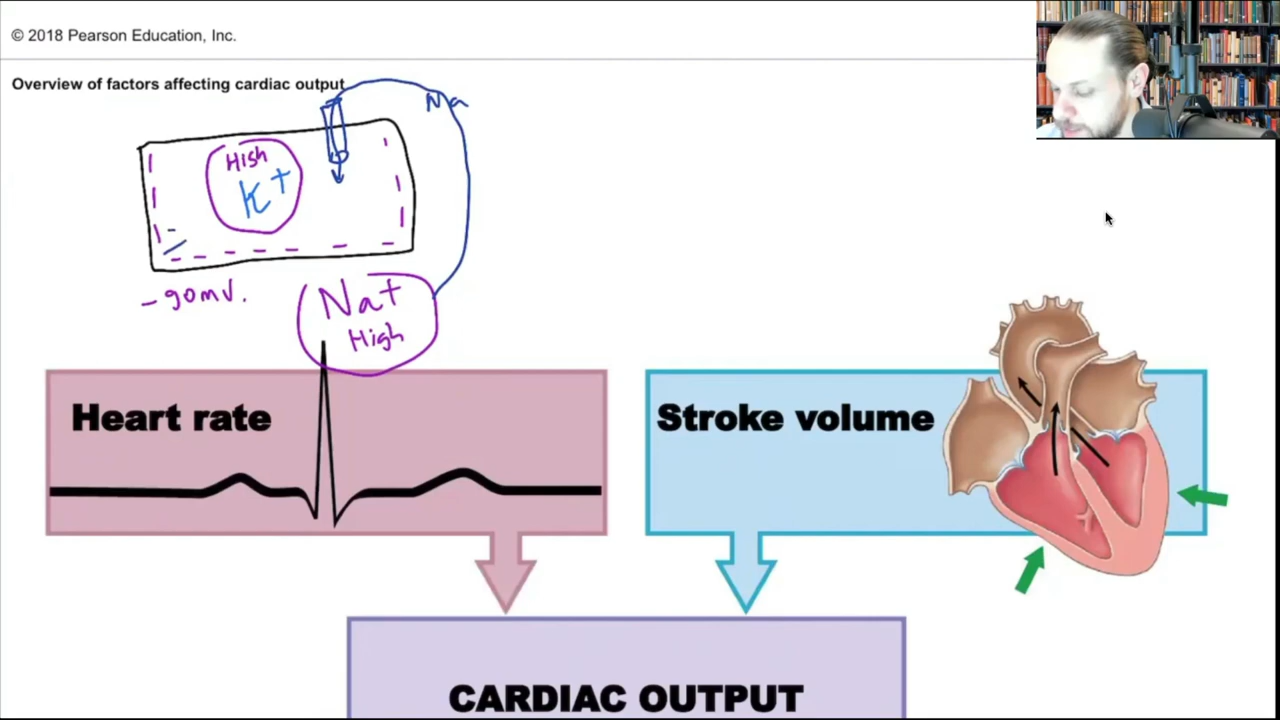 © 2018 Pearson Education, Inc.
Overview of factors affecting cardiac output
Na
High
K+
-90mV.
Na+
High
Heart rate
Stroke volume
CARDIAC OUTPUT